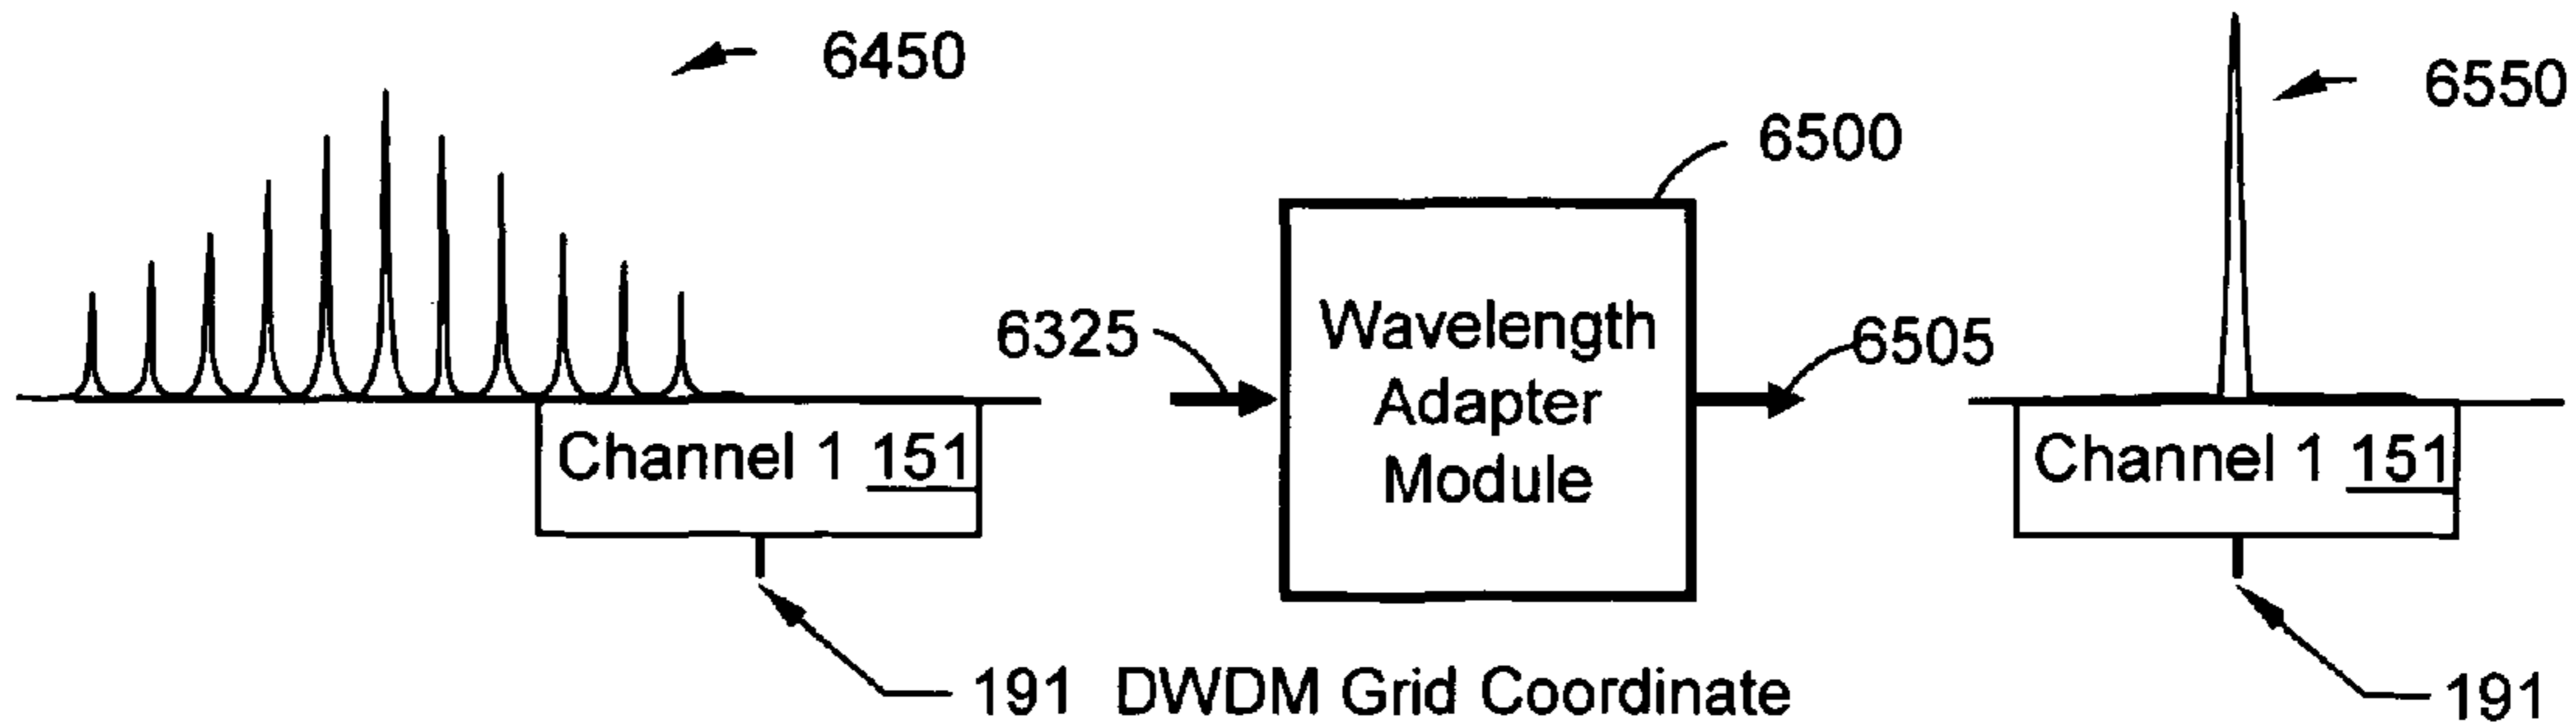 6450
6550
6500
6325
Wavelength
Adapter
Module
6505
Channel 1 151
Channel 1 151
191 DWDM Grid Coordinate
191